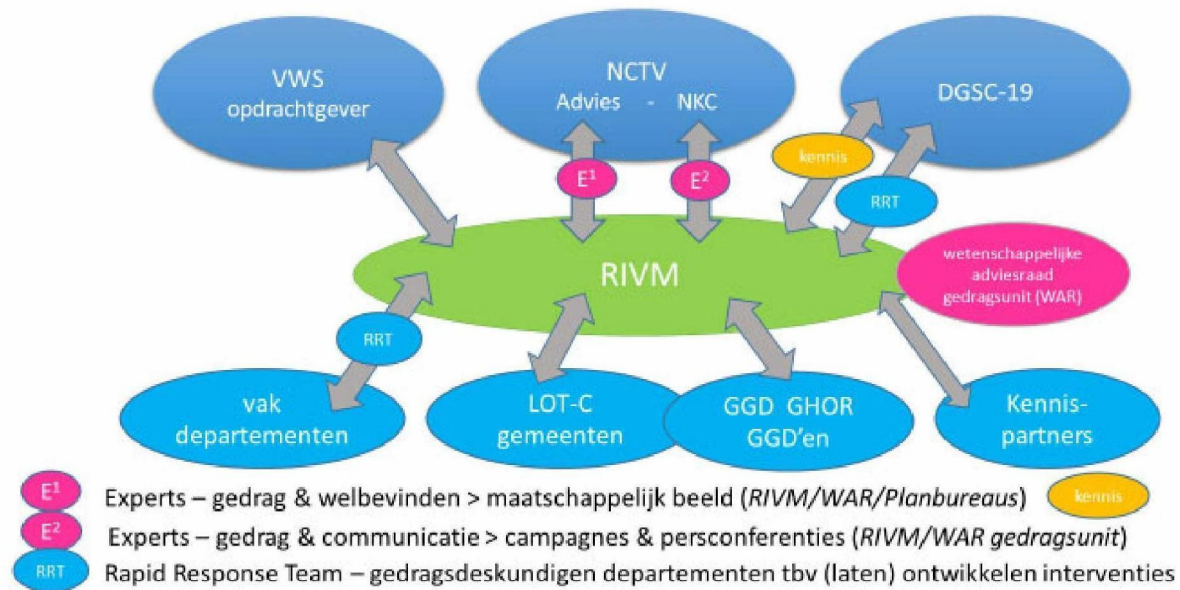 VWS
opdrachtgever
NCTV
Advies - NKC
DGSC-19
kennis
E¹
E²
RRT
RIVM
wetenschappelijke
adviesraad
gedragsunit (WAR)
RRT
vak
departementen
LOT-C
gemeenten
GGD GHOR
GGD'en
Kennis-
partners
E¹ Experts – gedrag & welbevinden > maatschappelijk beeld (RIVM/WAR/Planbureaus) kennis
E² Experts – gedrag & communicatie > campagnes & persconferenties (RIVM/WAR gedragsunit)
RRT Rapid Response Team – gedragsdeskundigen departementen tbv (laten) ontwikkelen interventies